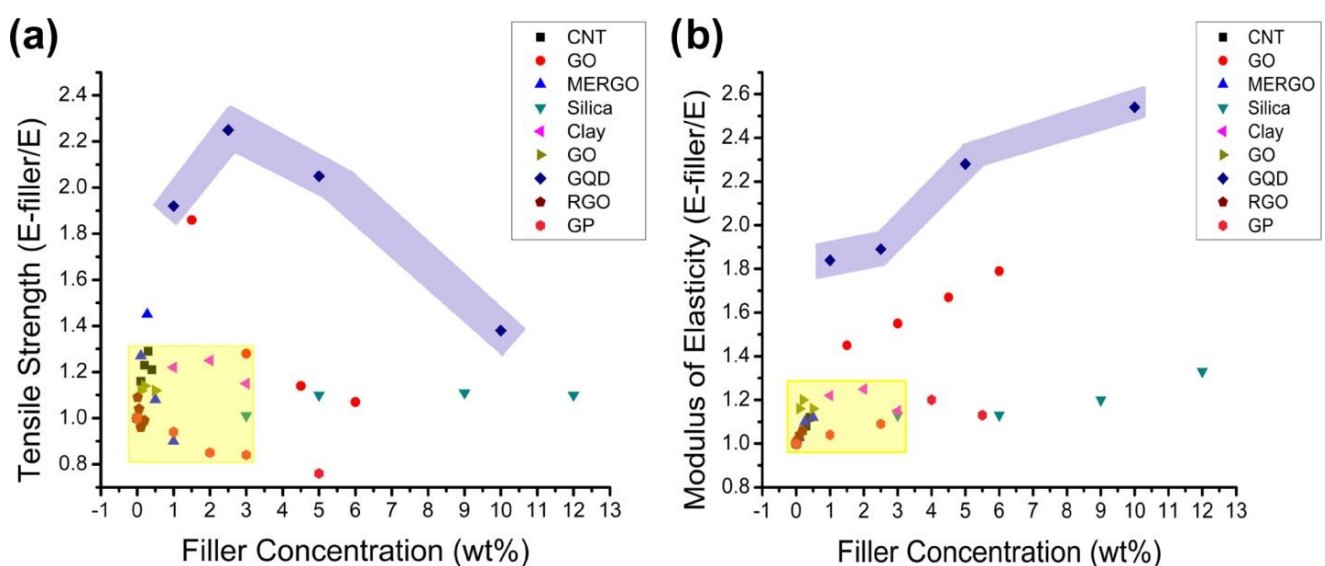 (a)
CNT
GO
MERGO
Silica
Clay
GO
GQD
RGO
GP
Tensile Strength (E-filler/E)
2.4
2.2
2.0
1.8
1.6
1.4
1.2
1.0
0.8
-1 0 1 2 3 4 5 6 7 8 9 10 11 12 13
Filler Concentration (wt%)
(b)
CNT
GO
MERGO
Silica
Clay
GO
GQD
RGO
GP
Modulus of Elasticity (E-filler/E)
2.6
2.4
2.2
2.0
1.8
1.6
1.4
1.2
1.0
0.8
-1 0 1 2 3 4 5 6 7 8 9 10 11 12 13
Filler Concentration (wt%)